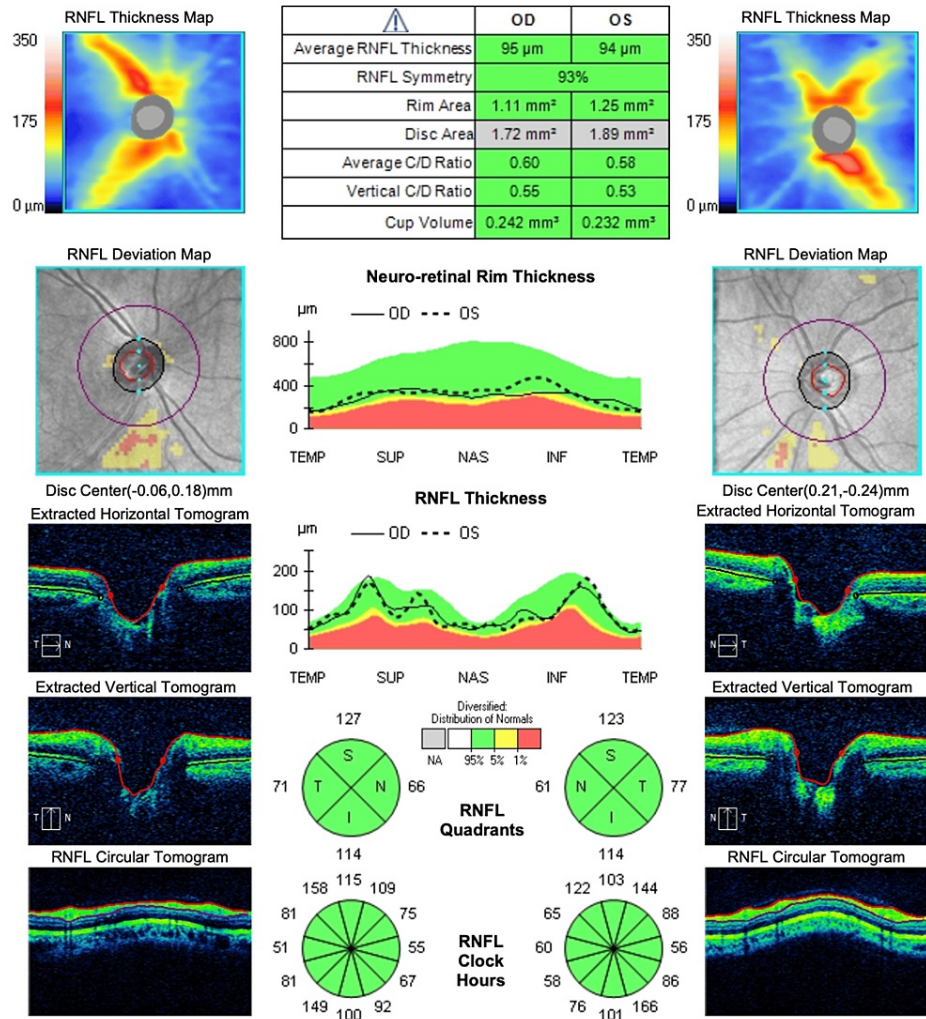 RNFL Thickness Map
350
175
0 µm
OD OS
Average RNFL Thickness 95 µm 94 µm
RNFL Symmetry 93%
Rim Area 1.11 mm² 1.25 mm²
Disc Area 1.72 mm² 1.89 mm²
Average C/D Ratio 0.60 0.58
Vertical C/D Ratio 0.55 0.53
Cup Volume 0.242 mm³ 0.232 mm³
RNFL Thickness Map
350
175
0 µm
RNFL Deviation Map
Disc Center(-0.06,0.18)mm
Neuro-retinal Rim Thickness
µm OD OS
800
400
0
TEMP SUP NAS INF TEMP
RNFL Deviation Map
Disc Center(0.21,-0.24)mm
Extracted Horizontal Tomogram
T N
RNFL Thickness
µm OD OS
200
100
0
TEMP SUP NAS INF TEMP
Extracted Horizontal Tomogram
N T
Extracted Vertical Tomogram
T N
Diversified:
Distribution of Normals
NA 95% 5% 1%
127
S
71 T N 66
I
114
RNFL
Quadrants
123
S
61 N T 77
I
114
Extracted Vertical Tomogram
N T
RNFL Circular Tomogram
115
158 109
81 75
51 55
81 67
149 92
100
RNFL
Clock
Hours
103
122 144
65 88
60 56
58 86
76 166
101
RNFL Circular Tomogram